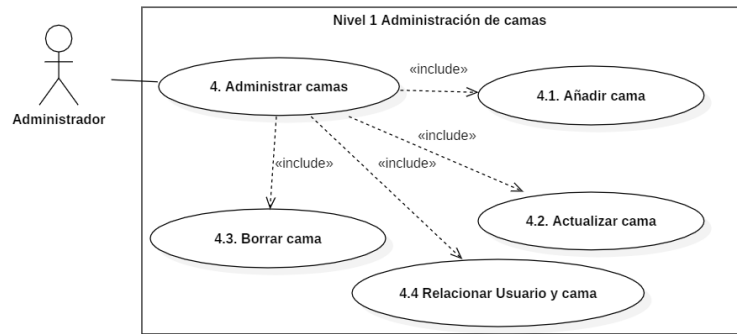 Nivel 1 Administración de camas
4. Administrar camas
«include»
4.1. Añadir cama
Administrador
«include»
«include»
«include»
4.2. Actualizar cama
4.3. Borrar cama
4.4 Relacionar Usuario y cama